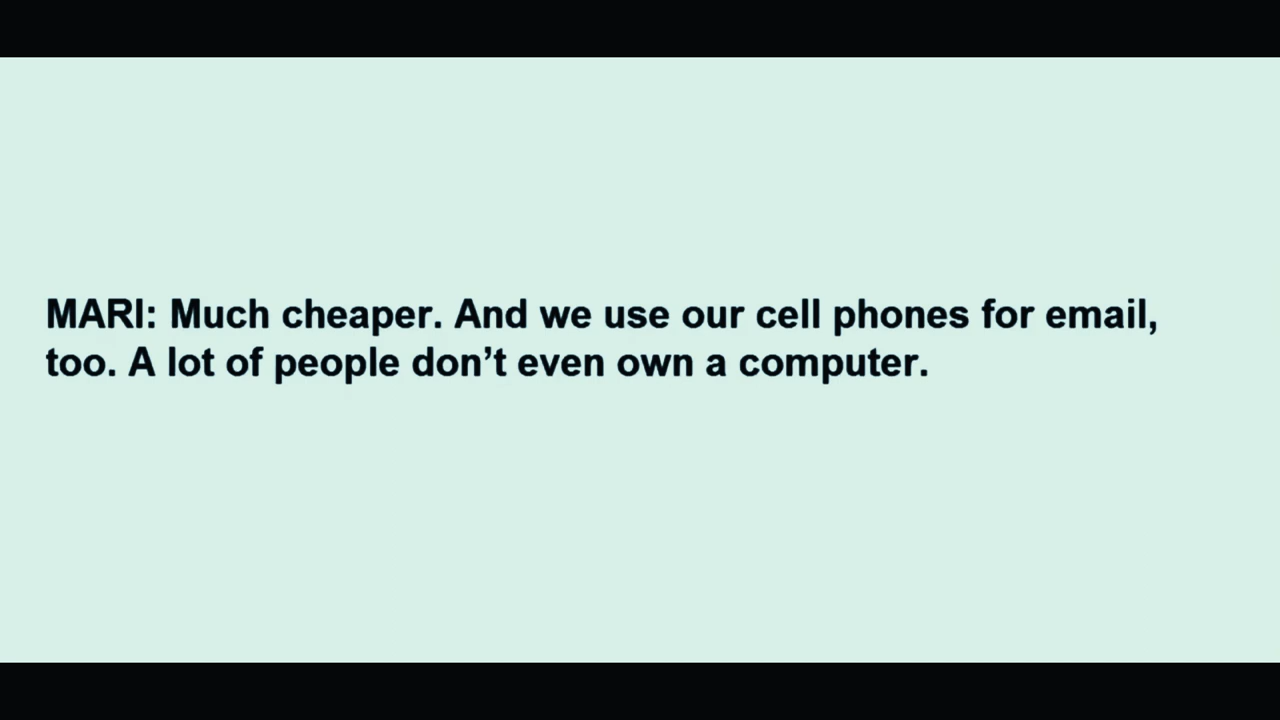 MARI: Much cheaper. And we use our cell phones for email,
too. A lot of people don’t even own a computer.